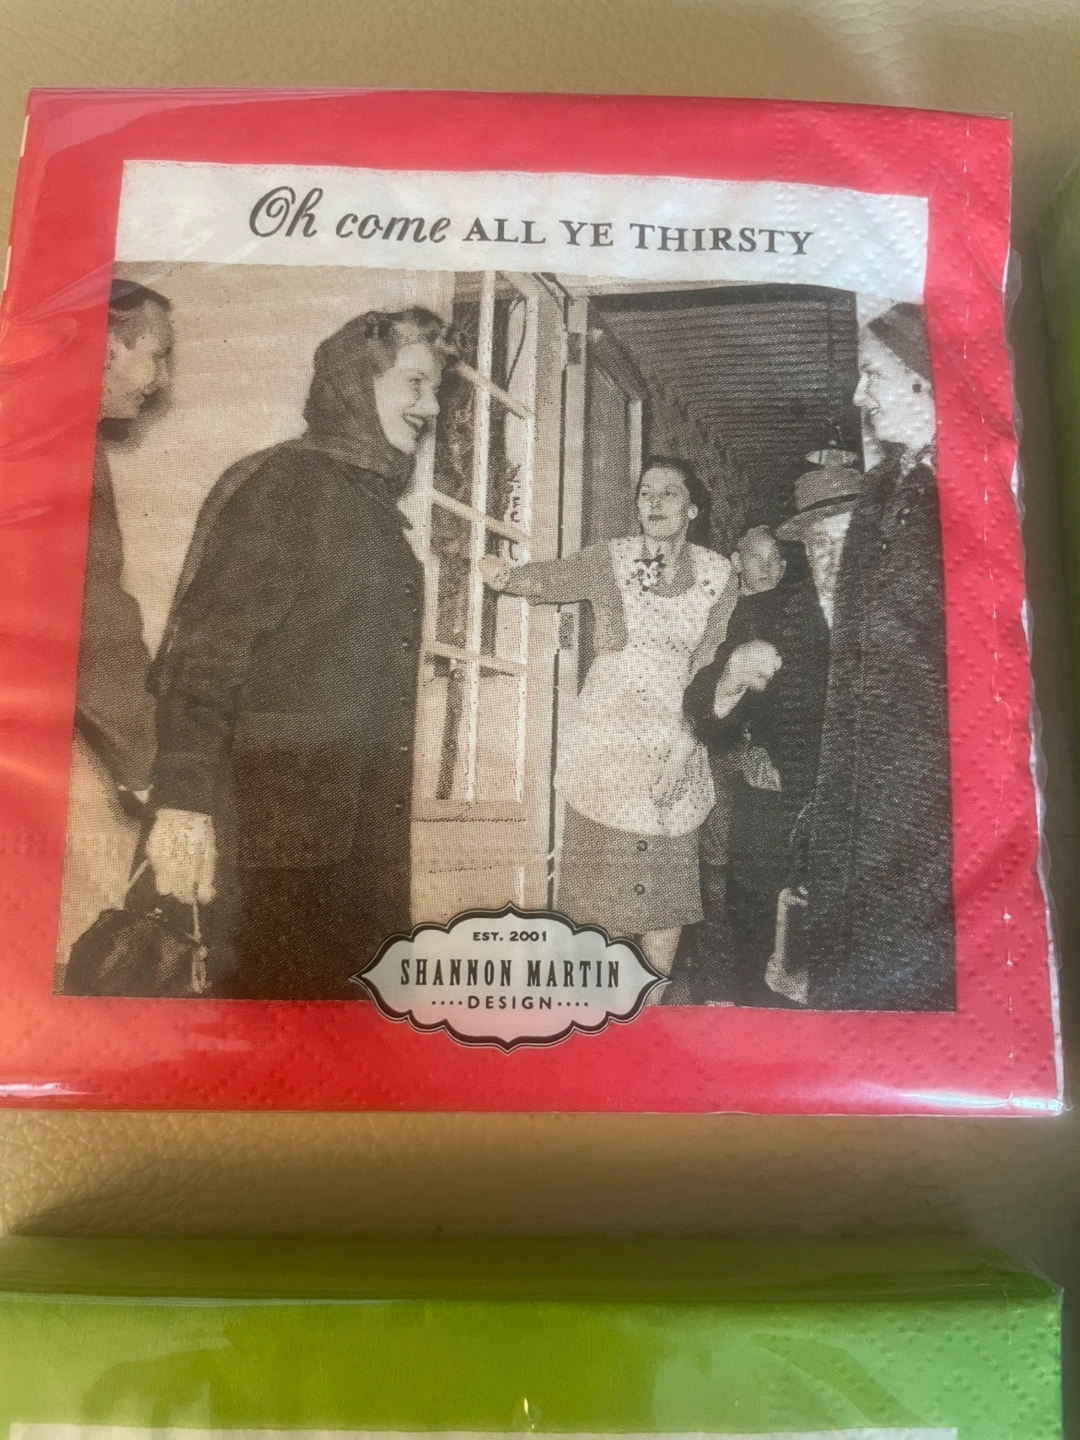 Oh come ALL YE THIRSTY
EST. 2001
SHANNON MARTIN
····DESIGN····